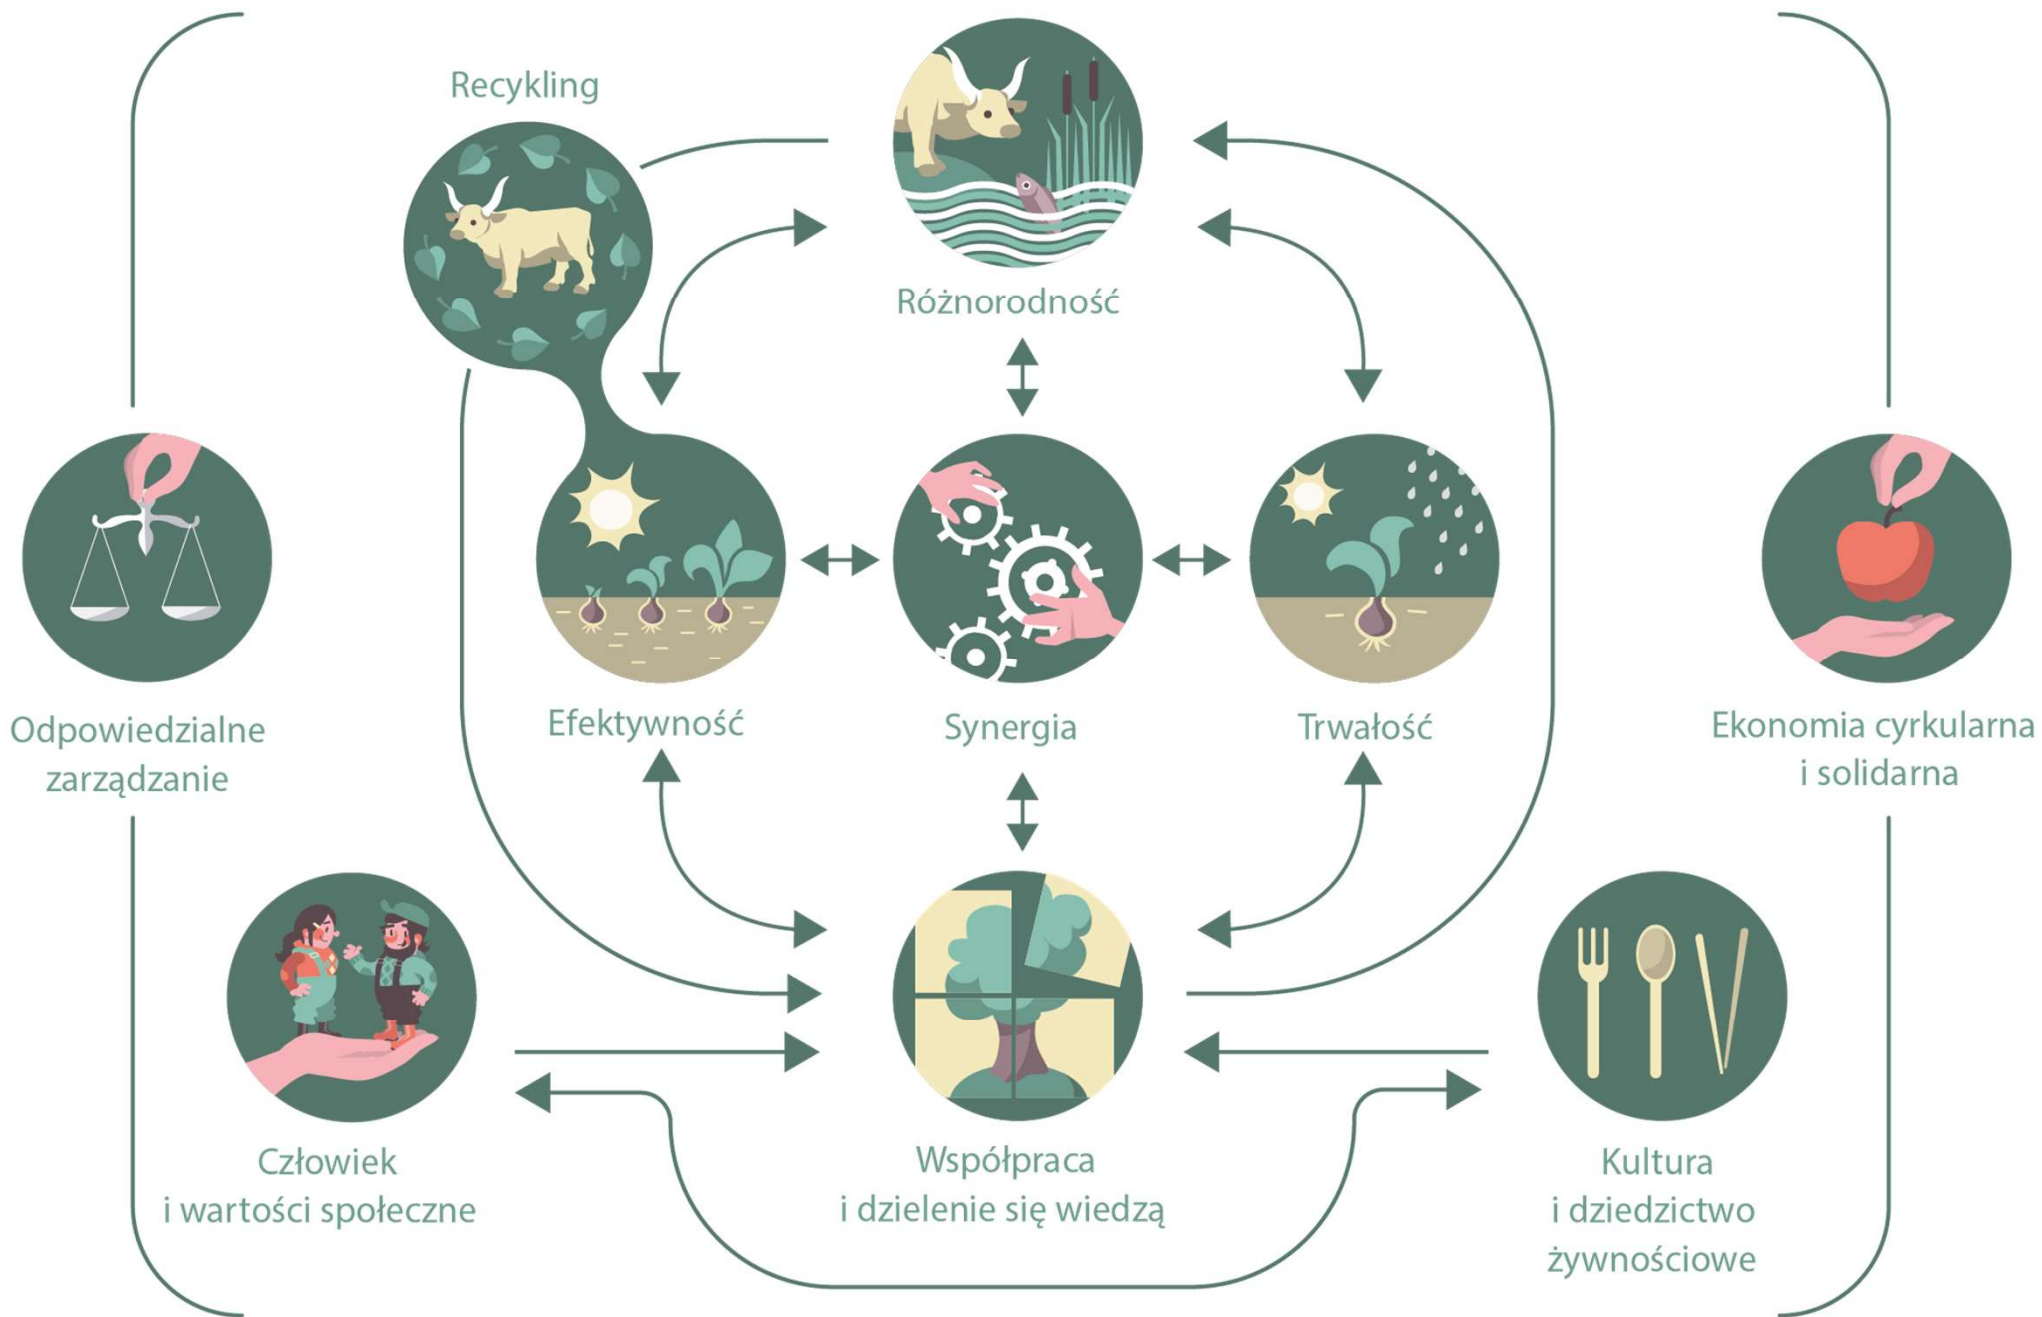 Recykling
Różnorodność
Odpowiedzialne
zarządzanie
Efektywność
Synergia
Trwałość
Ekonomia cyrkularna
i solidarna
Człowiek
i wartości społeczne
Współpraca
i dzielenie się wiedzą
Kultura
i dziedzictwo
żywnościowe